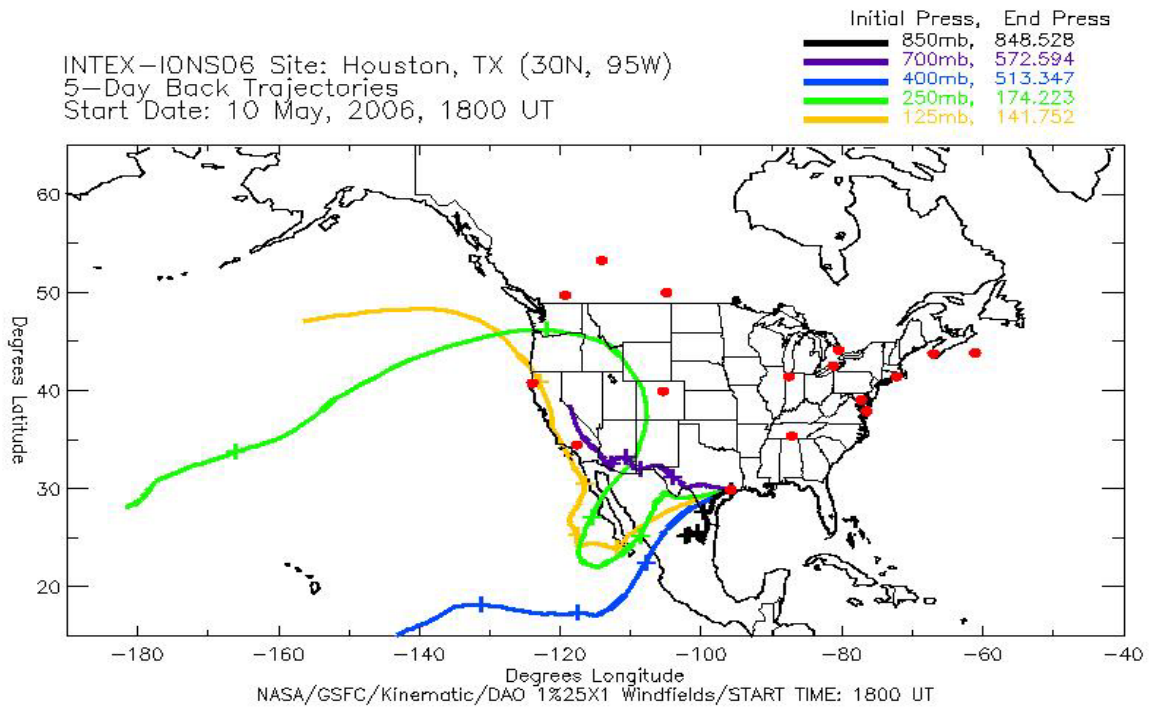 Initial Press, End Press
850mb, 848.528
700mb, 572.594
400mb, 513.347
250mb, 174.223
125mb, 141.752
INTEX-IONS06 Site: Houston, TX (30N, 95W)
5-Day Back Trajectories
Start Date: 10 May, 2006, 1800 UT
60
50
40
30
20
Degrees Latitude
-180 -160 -140 -120 -100 -80 -60 -40
Degrees Longitude
NASA/GSFC/Kinematic/DAO 1%25X1 Windfields/START TIME: 1800 UT